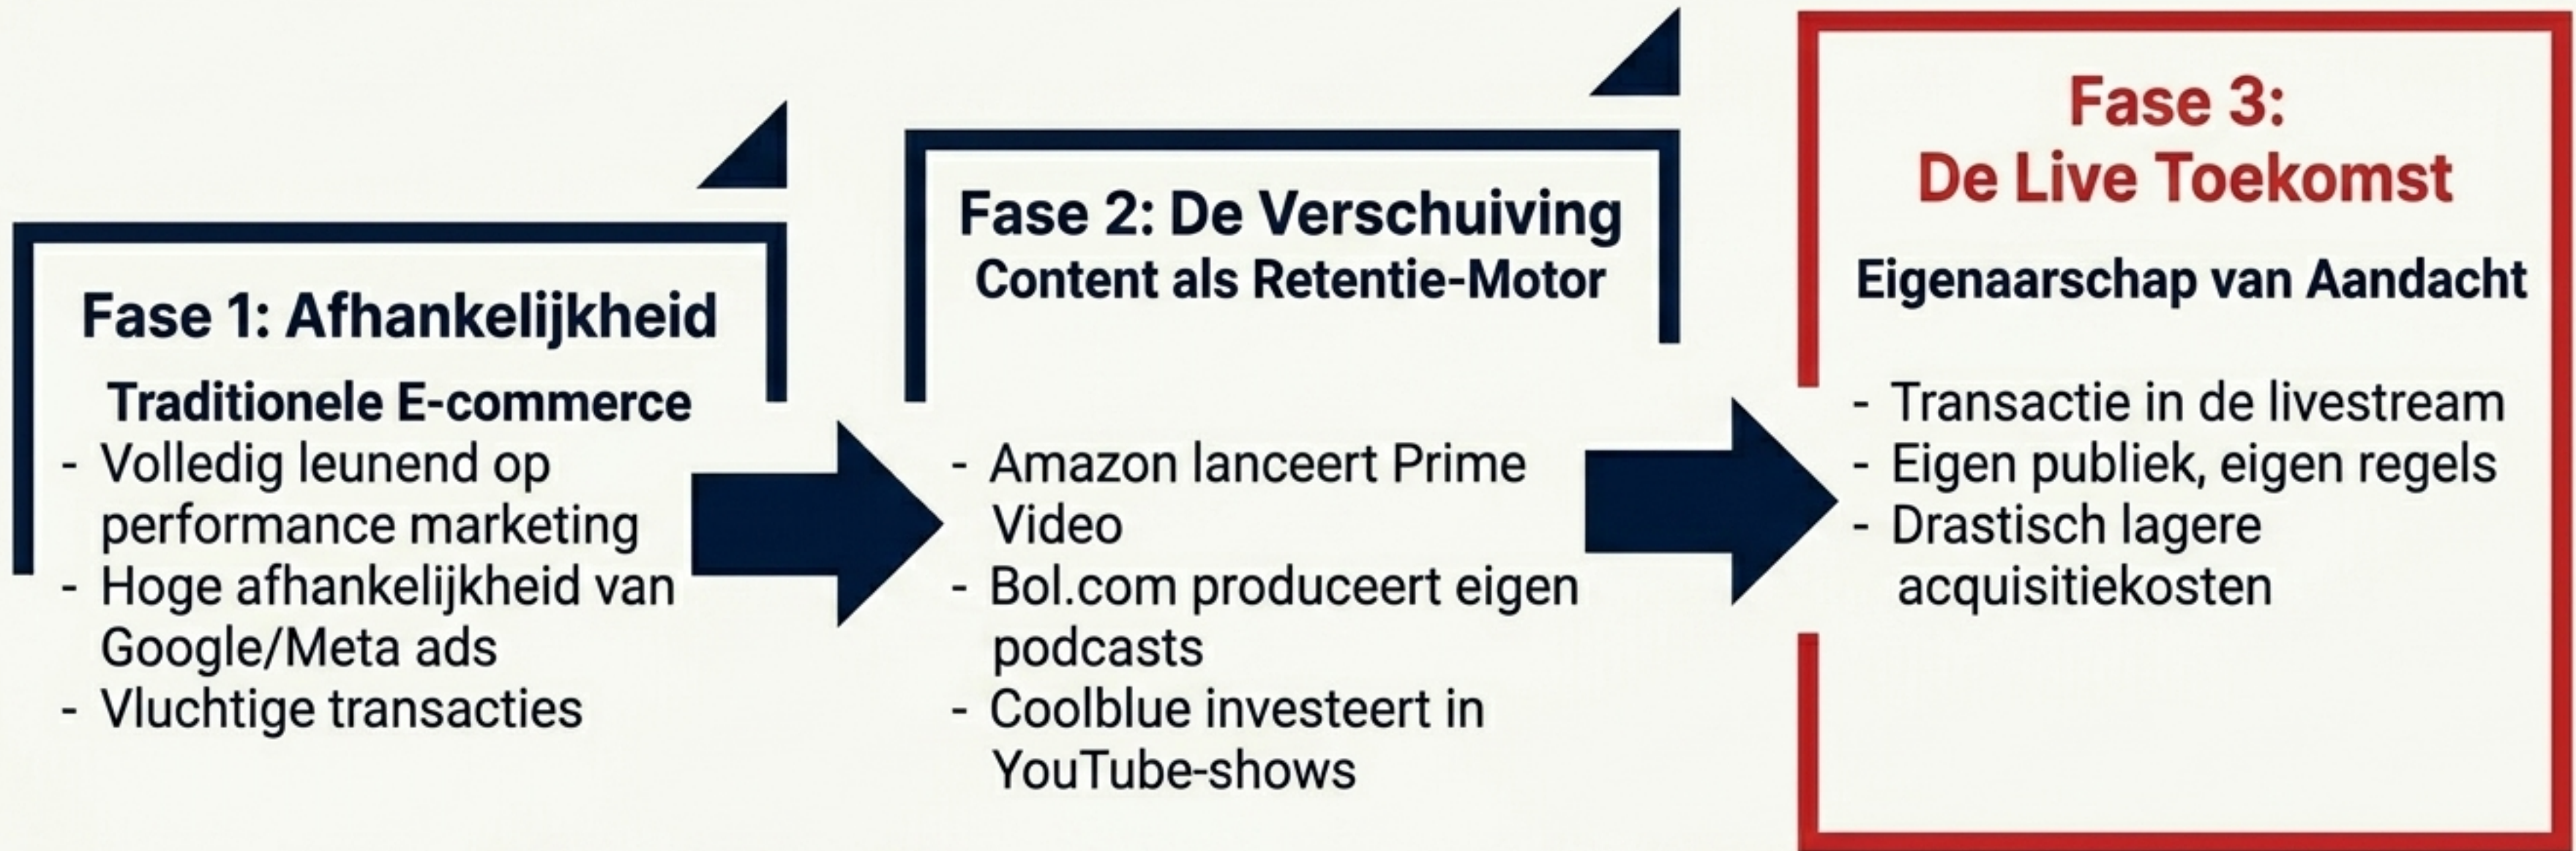 Fase 1: Afhankelijkheid
Traditionele E-commerce
- Volledig leunend op
performance marketing
- Hoge afhankelijkheid van
Google/Meta ads
- Vluchtige transacties
Fase 2: De Verschuiving
Content als Retentie-Motor
- Amazon lanceert Prime
Video
- Bol.com produceert eigen
podcasts
- Coolblue investeert in
YouTube-shows
Fase 3:
De Live Toekomst
Eigenaarschap van Aandacht
- Transactie in de livestream
- Eigen publiek, eigen regels
- Drastisch lagere
acquisitiekosten